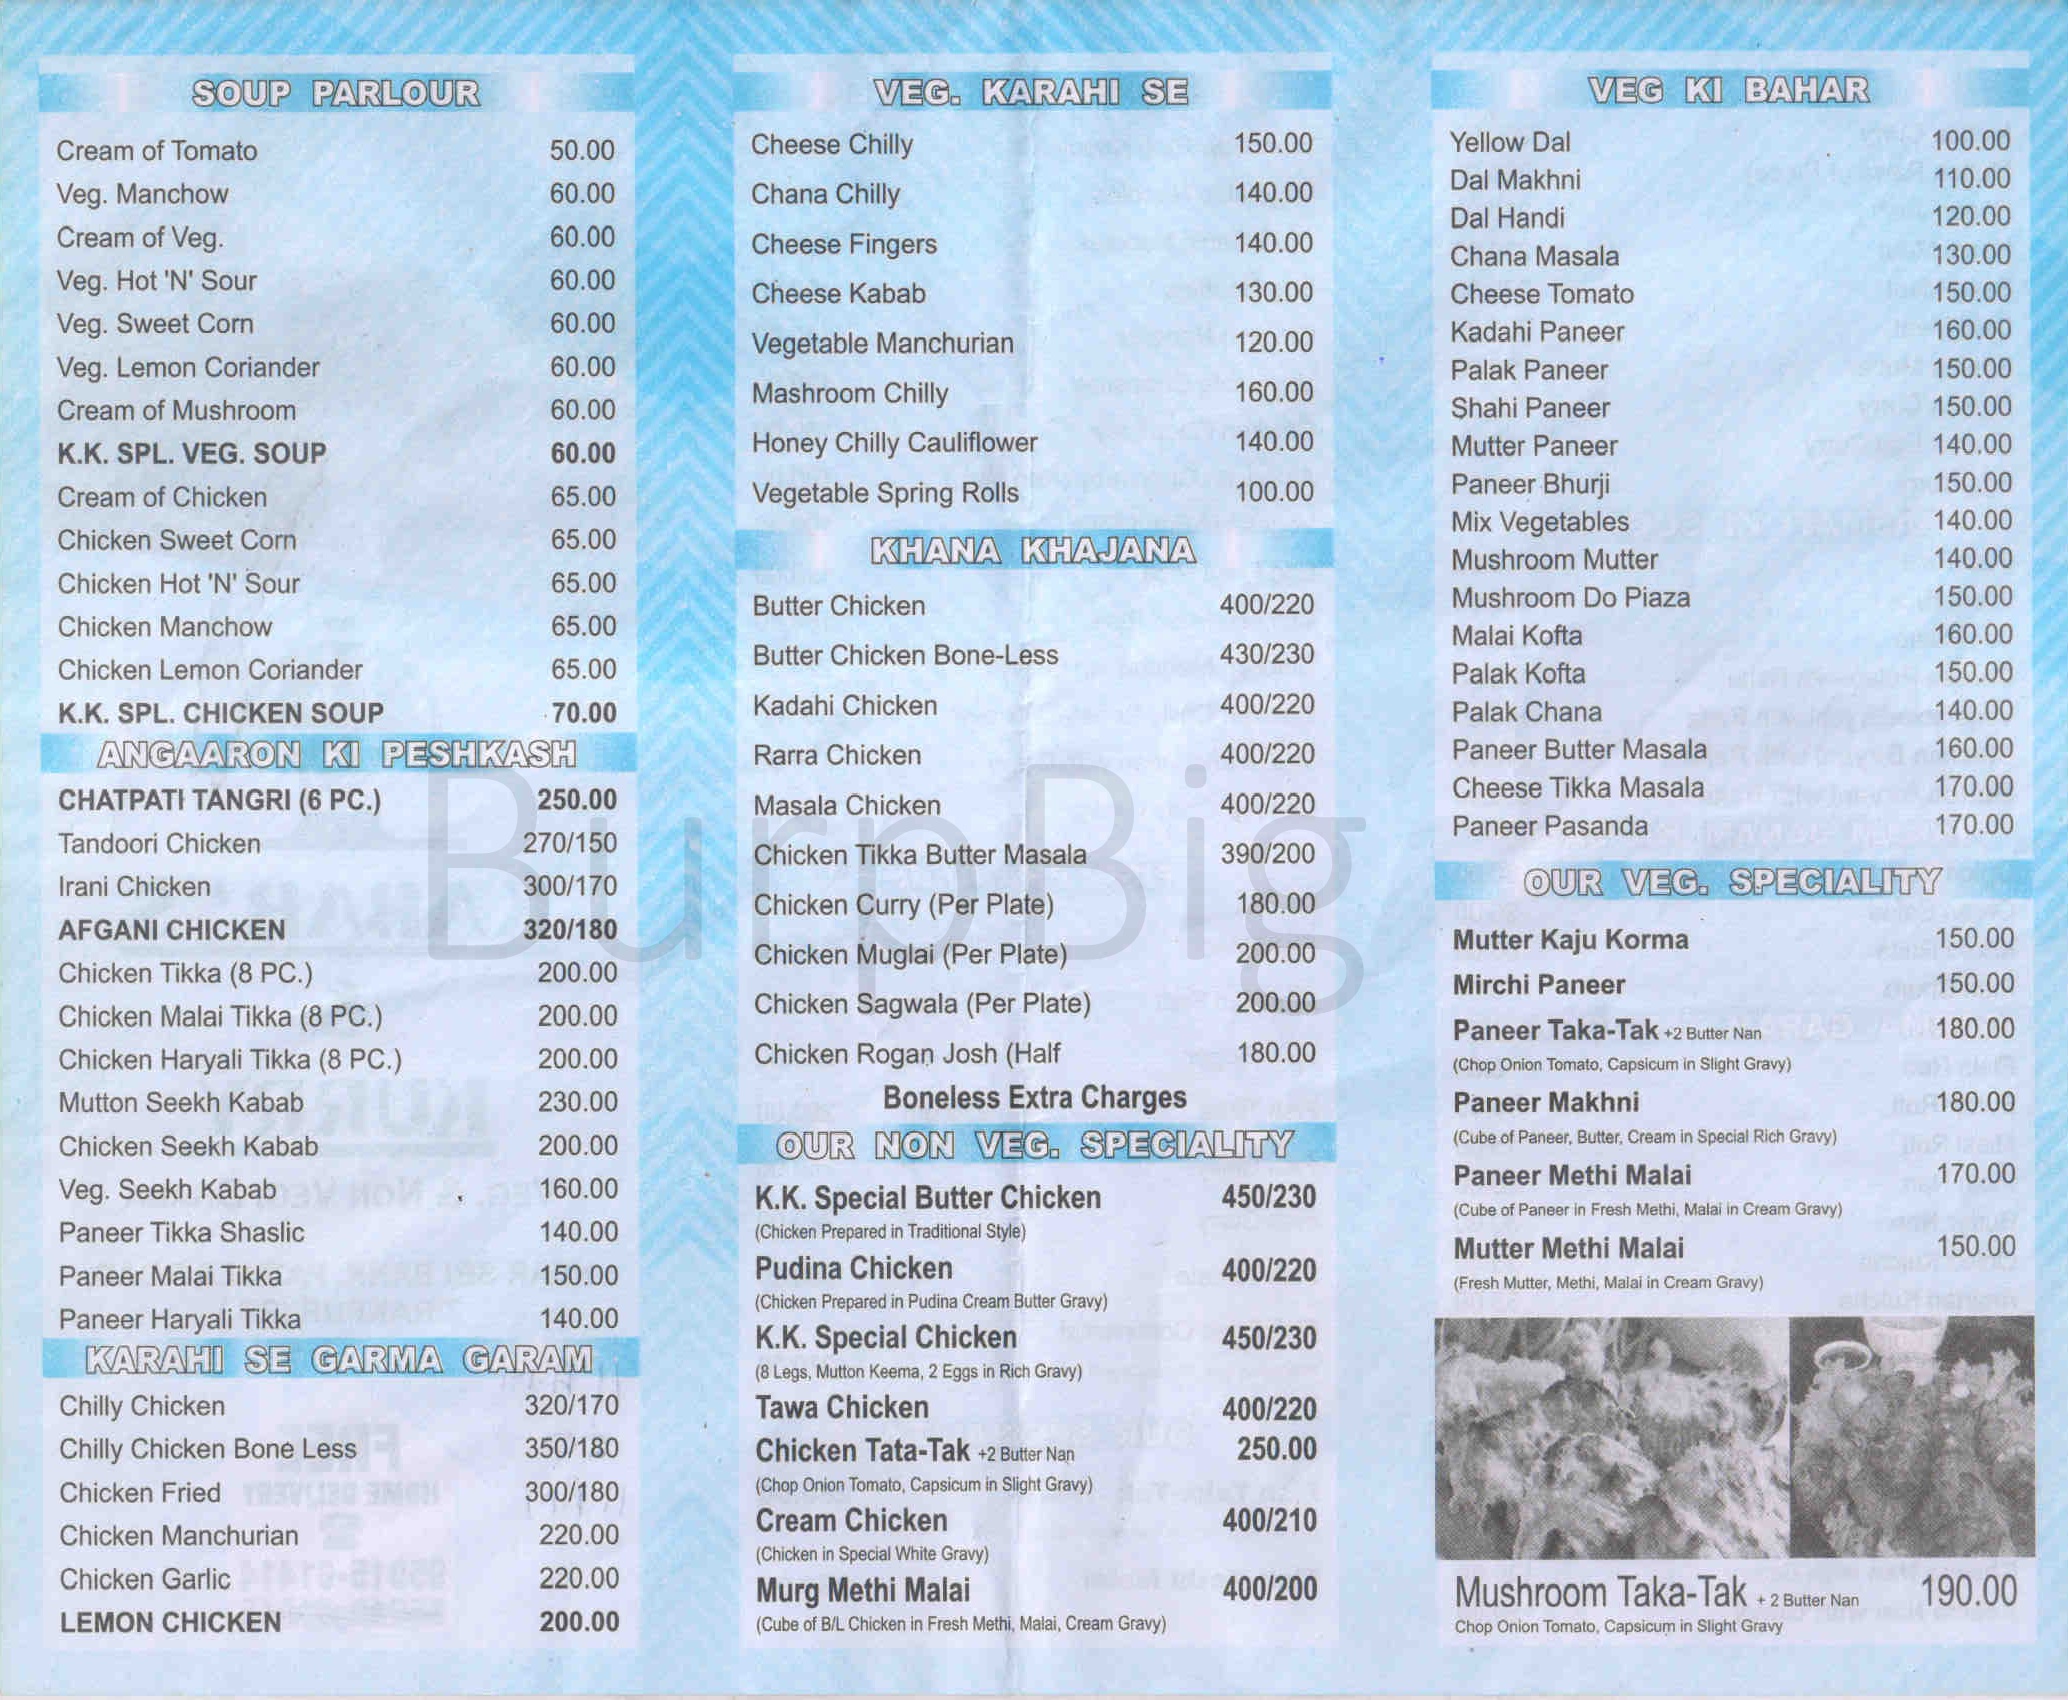 SOUP PARLOUR
Cream of Tomato 50.00
Veg. Manchow 60.00
Cream of Veg. 60.00
Veg. Hot 'N' Sour 60.00
Veg. Sweet Corn 60.00
Veg. Lemon Coriander 60.00
Cream of Mushroom 60.00
K.K. SPL. VEG. SOUP 60.00
Cream of Chicken 65.00
Chicken Sweet Corn 65.00
Chicken Hot 'N' Sour 65.00
Chicken Manchow 65.00
Chicken Lemon Coriander 65.00
K.K. SPL. CHICKEN SOUP 70.00
ANGAARON KI PESHKASH
CHATPATI TANGRI (6 PC.) 250.00
Tandoori Chicken 270/150
Irani Chicken 300/170
AFGANI CHICKEN 320/180
Chicken Tikka (8 PC.) 200.00
Chicken Malai Tikka (8 PC.) 200.00
Chicken Haryali Tikka (8 PC.) 200.00
Mutton Seekh Kabab 230.00
Chicken Seekh Kabab 200.00
Veg. Seekh Kabab 160.00
Paneer Tikka Shaslic 140.00
Paneer Malai Tikka 150.00
Paneer Haryali Tikka 140.00
KARAHI SE GARMA GARAM
Chilly Chicken 320/170
Chilly Chicken Bone Less 350/180
Chicken Fried 300/180
Chicken Manchurian 220.00
Chicken Garlic 220.00
LEMON CHICKEN 200.00
VEG. KARAHI SE
Cheese Chilly 150.00
Chana Chilly 140.00
Cheese Fingers 140.00
Cheese Kabab 130.00
Vegetable Manchurian 120.00
Mashroom Chilly 160.00
Honey Chilly Cauliflower 140.00
Vegetable Spring Rolls 100.00
KHANA KHAJANA
Butter Chicken 400/220
Butter Chicken Bone-Less 430/230
Kadahi Chicken 400/220
Rarra Chicken 400/220
Masala Chicken 400/220
Chicken Tikka Butter Masala 390/200
Chicken Curry (Per Plate) 180.00
Chicken Muglai (Per Plate) 200.00
Chicken Sagwala (Per Plate) 200.00
Chicken Rogan Josh (Half 180.00
Boneless Extra Charges
OUR NON VEG. SPECIALITY
K.K. Special Butter Chicken 450/230
(Chicken Prepared in Traditional Style)
Pudina Chicken 400/220
(Chicken Prepared in Pudina Cream Butter Gravy)
K.K. Special Chicken 450/230
(8 Legs, Mutton Keema, 2 Eggs in Rich Gravy)
Tawa Chicken 400/220
Chicken Tata-Tak +2 Butter Nan 250.00
(Chop Onion Tomato, Capsicum in Slight Gravy)
Cream Chicken 400/210
(Chicken in Special White Gravy)
Murg Methi Malai 400/200
(Cube of B/L Chicken in Fresh Methi, Malai, Cream Gravy)
VEG KI BAHAR
Yellow Dal 100.00
Dal Makhni 110.00
Dal Handi 120.00
Chana Masala 130.00
Cheese Tomato 150.00
Kadahi Paneer 160.00
Palak Paneer 150.00
Shahi Paneer 150.00
Mutter Paneer 140.00
Paneer Bhurji 150.00
Mix Vegetables 140.00
Mushroom Mutter 140.00
Mushroom Do Piaza 150.00
Malai Kofta 160.00
Palak Kofta 150.00
Palak Chana 140.00
Paneer Butter Masala 160.00
Cheese Tikka Masala 170.00
Paneer Pasanda 170.00
OUR VEG. SPECIALITY
Mutter Kaju Korma 150.00
Mirchi Paneer 150.00
Paneer Taka-Tak +2 Butter Nan 180.00
(Chop Onion Tomato, Capsicum in Slight Gravy)
Paneer Makhni 180.00
(Cube of Paneer, Butter, Cream in Special Rich Gravy)
Paneer Methi Malai 170.00
(Cube of Paneer in Fresh Methi, Malai in Cream Gravy)
Mutter Methi Malai 150.00
(Fresh Mutter, Methi, Malai in Cream Gravy)
Mushroom Taka-Tak + 2 Butter Nan 190.00
Chop Onion Tomato, Capsicum in Slight Gravy
BurpBig